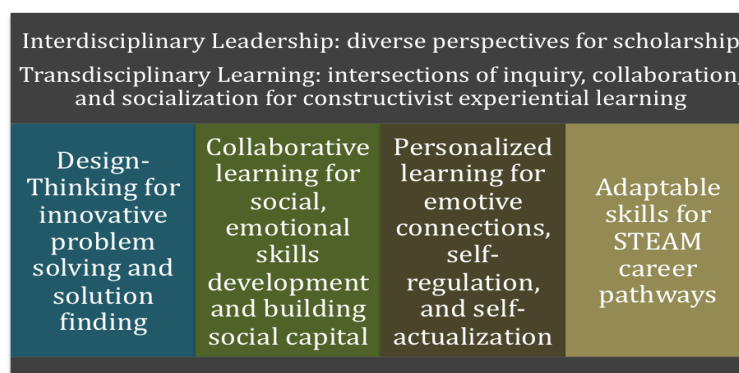 Interdisciplinary Leadership: diverse perspectives for scholarship
Transdisciplinary Learning: intersections of inquiry, collaboration,
and socialization for constructivist experiential learning
Design-
Thinking for
innovative
problem
solving and
solution
finding
Collaborative
learning for
social,
emotional
skills
development
and building
social capital
Personalized
learning for
emotive
connections,
self-
regulation,
and self-
actualization
Adaptable
skills for
STEAM
career
pathways